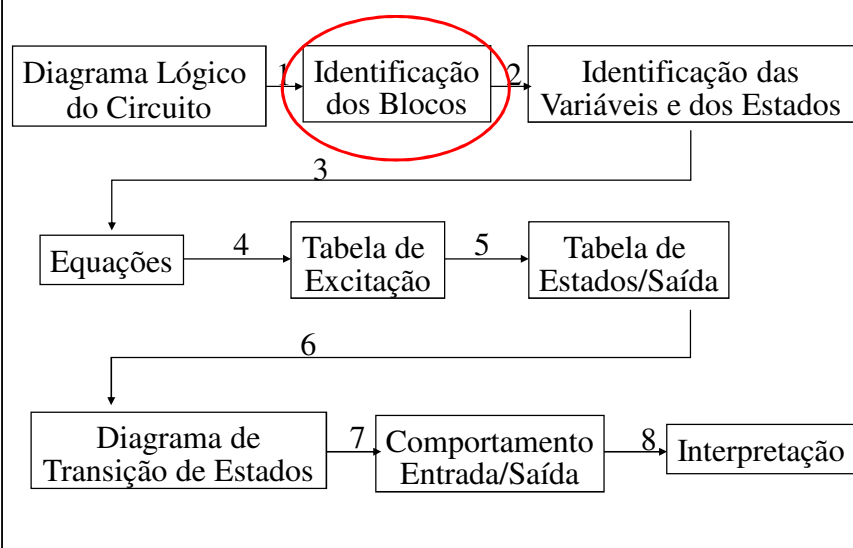 Diagrama Lógico
do Circuito
1
Identificação
dos Blocos
2
Identificação das
Variáveis e dos Estados
3
Equações
4
Tabela de
Excitação
5
Tabela de
Estados/Saída
6
Diagrama de
Transição de Estados
7
Comportamento
Entrada/Saída
8
Interpretação